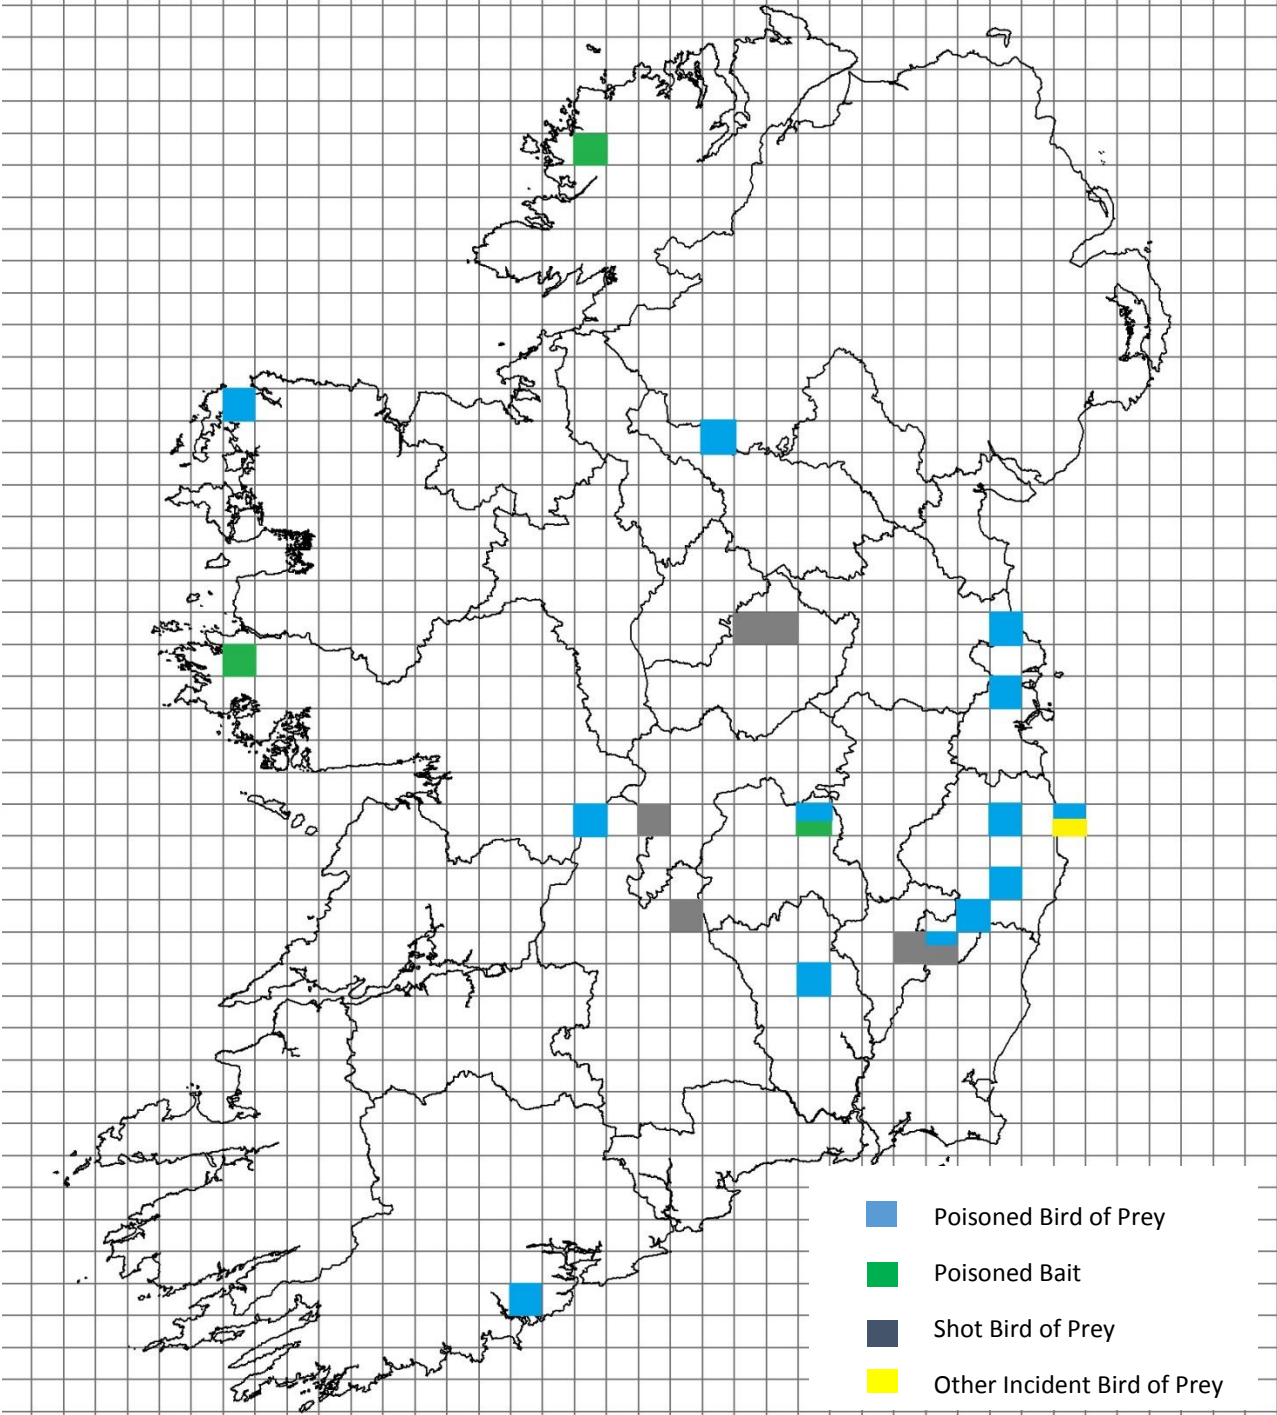 Poisoned Bird of Prey
Poisoned Bait
Shot Bird of Prey
Other Incident Bird of Prey